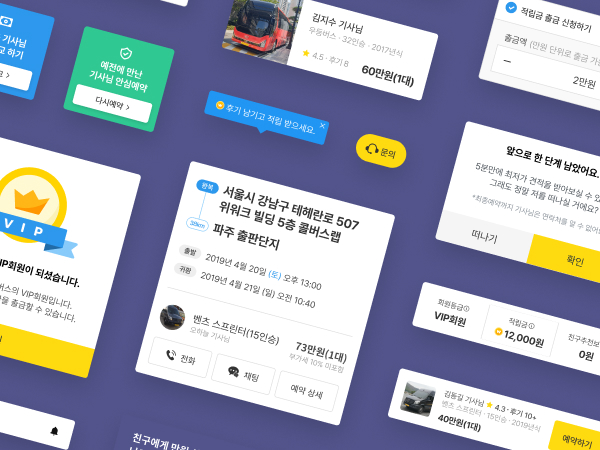 기사님
고 하기
예전에 만난
기사님 안심예약
다시예약 >
김지수 기사님
우등버스 · 32인승 · 2017년식
4.5 · 후기 8
60만원(1대)
적립금 출금 신청하기
출금액 (만원 단위로 출금 가능
2만원
후기 남기고 적립 받으세요.
문의
앞으로 한 단계 남았어요.
5분만에 최저가 견적을 받아보실 수 있
그래도 정말 저를 떠나실 거에요?
*최종예약까지 기사님은 연락처를 알 수 없어
떠나기
확인
VIP
VIP회원이 되셨습니다.
버스의 VIP회원입니다.
을 출금할 수 있습니다.
왕복
서울시 강남구 테헤란로 507
위워크 빌딩 5층 콜버스랩
39km
파주 출판단지
출발
2019년 4월 20일 (토) 오후 13:00
귀환
2019년 4월 21일 (일) 오전 10:40
벤츠 스프린터(15인승)
오하늘 기사님
73만원(1대)
부가세 10% 미포함
전화
채팅
예약 상세
회원등급
VIP회원
적립금
12,000원
친구추천보
0원
김동길 기사님
4.3 · 후기 10+
벤츠 스프린터 · 15인승 · 2019년식
40만원(1대)
예약하기
친구에게 만원